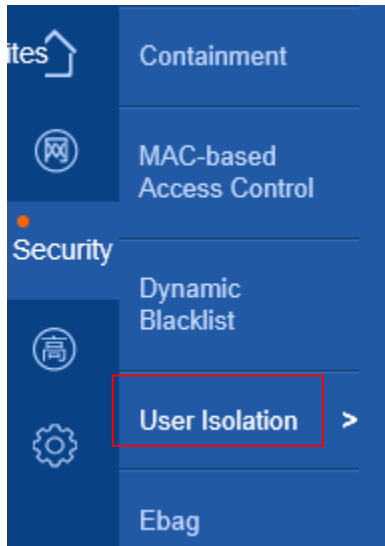 ites
Containment
网
MAC-based
Access Control
Security
Dynamic
Blacklist
高
User Isolation >
Ebag